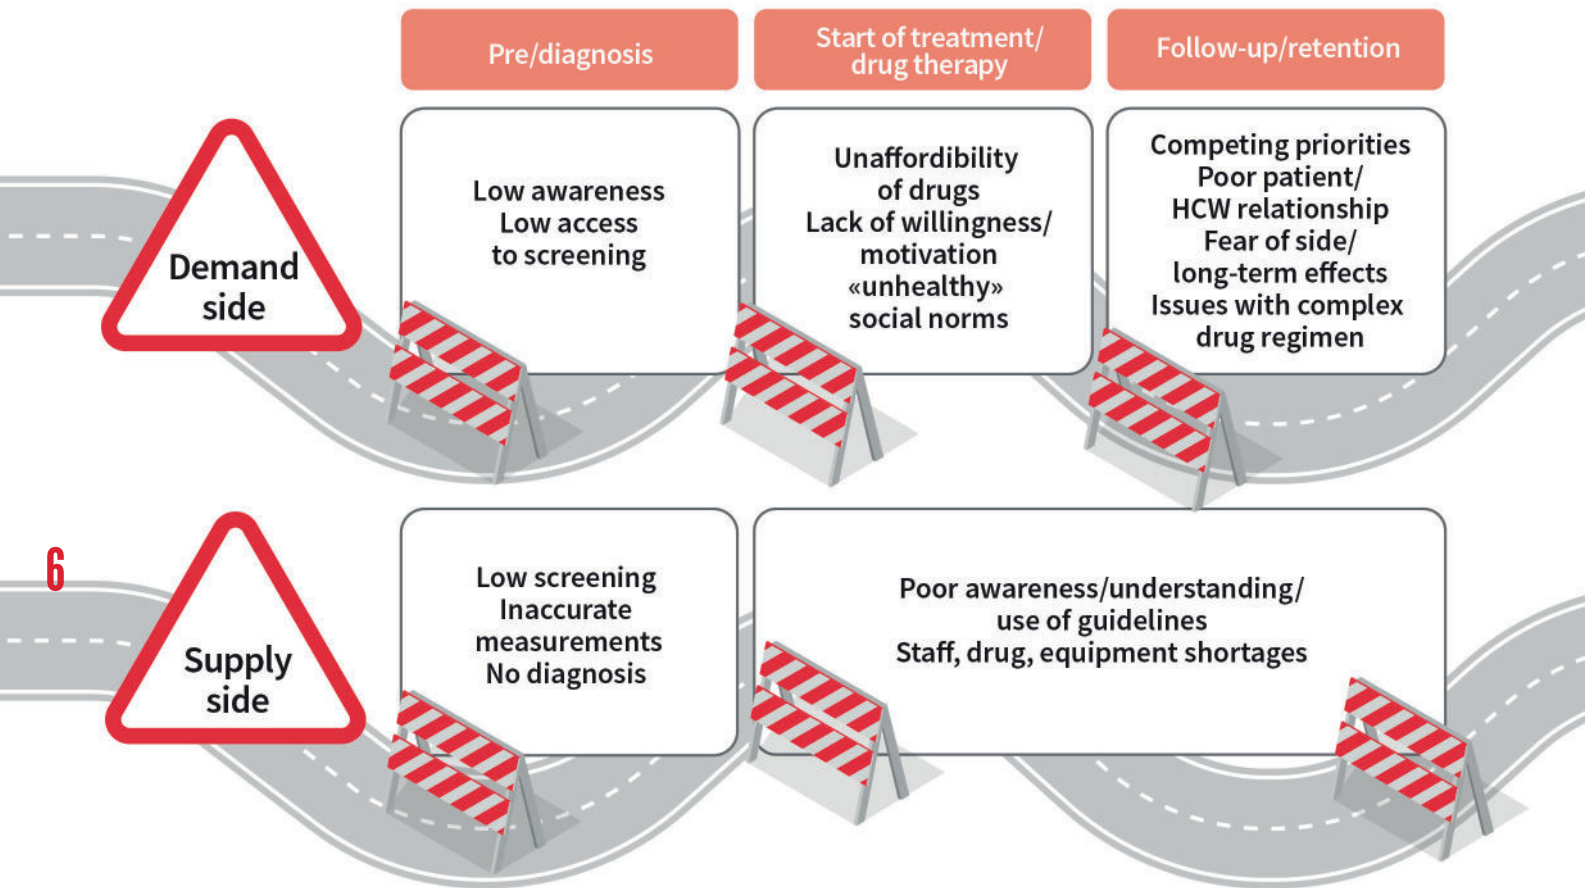 Pre/diagnosis
Start of treatment/
drug therapy
Follow-up/retention
Demand
side
Low awareness
Low access
to screening
Unaffordibility
of drugs
Lack of willingness/
motivation
«unhealthy»
social norms
Competing priorities
Poor patient/
HCW relationship
Fear of side/
long-term effects
Issues with complex
drug regimen
6
Supply
side
Low screening
Inaccurate
measurements
No diagnosis
Poor awareness/understanding/
use of guidelines
Staff, drug, equipment shortages